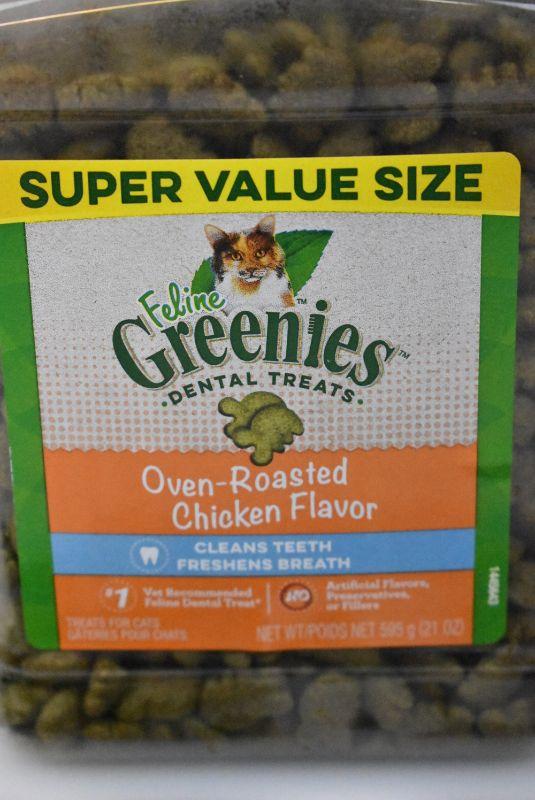 SUPER VALUE SIZE
Feline
Greenies™
·DENTAL TREATS·
Oven-Roasted
Chicken Flavor
CLEANS TEETH
FRESHENS BREATH
#1 Vet Recommended
Feline Dental Treat*
NO Artificial Flavors,
Preservatives,
or Fillers
TREATS FOR CATS
GÂTERIES POUR CHATS
NET WT/POIDS NET 595 g (21 OZ)